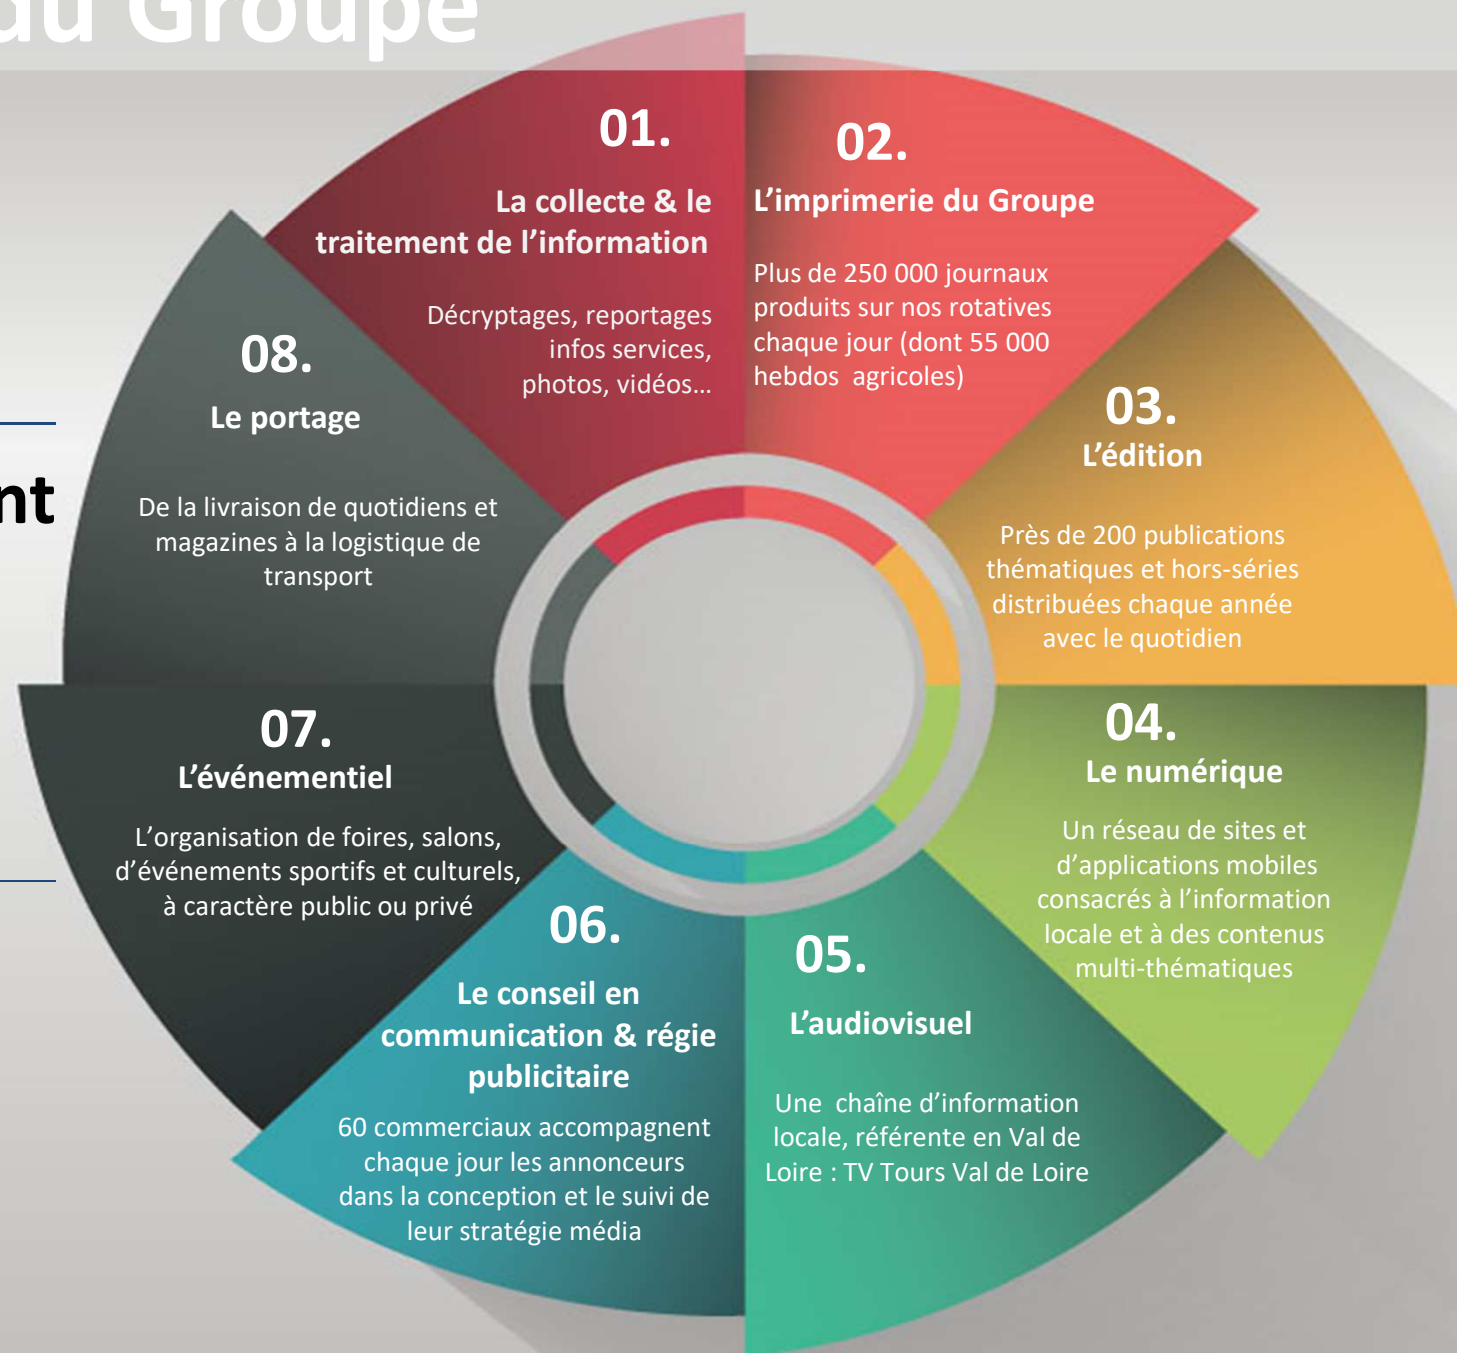 du Groupe
01.
La collecte & le
traitement de l'information
Décryptages, reportages
infos services,
photos, vidéos…
02.
L'imprimerie du Groupe
Plus de 250 000 journaux
produits sur nos rotatives
chaque jour (dont 55 000
hebdos  agricoles)
03.
L'édition
Près de 200 publications
thématiques et hors-séries
distribuées chaque année
avec le quotidien
04.
Le numérique
Un réseau de sites et
d'applications mobiles
consacrés à l'information
locale et à des contenus
multi-thématiques
05.
L'audiovisuel
Une  chaîne d'information
locale, référente en Val de
Loire : TV Tours Val de Loire
06.
Le conseil en
communication & régie
publicitaire
60 commerciaux accompagnent
chaque jour les annonceurs
dans la conception et le suivi de
leur stratégie média
07.
L'événementiel
L'organisation de foires, salons,
d'événements sportifs et culturels,
à caractère public ou privé
08.
Le portage
De la livraison de quotidiens et
magazines à la logistique de
transport
nt